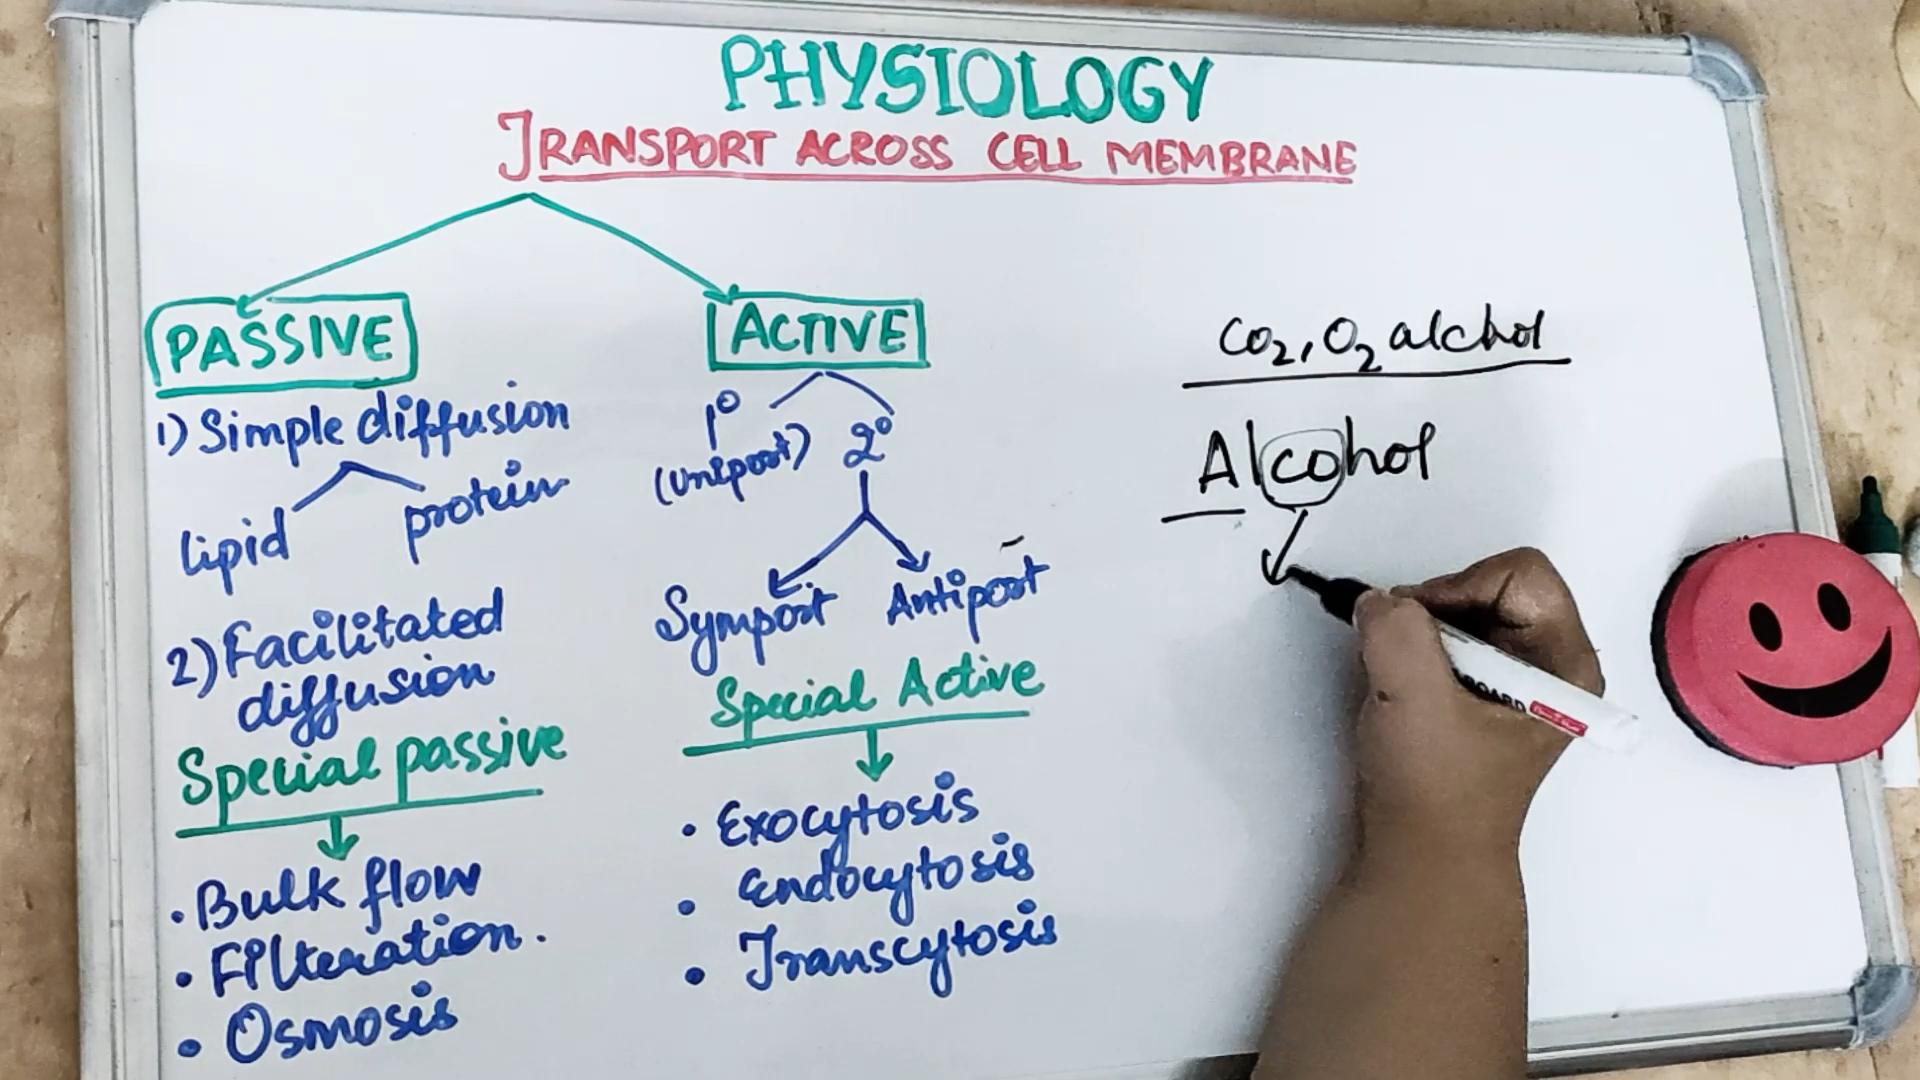 PHYSIOLOGY
TRANSPORT ACROSS CELL MEMBRANE
PASSIVE
1) Simple diffusion
lipid protein
2) Facilitated
diffusion
Special passive
• Bulk flow
• Filteration.
• Osmosis
ACTIVE
1° 2°
(Uniport)
Symport Antiport
Special Active
• Exocytosis
• Endocytosis
• Transcytosis
CO2, O2 alchol
Alcohol
BOARD